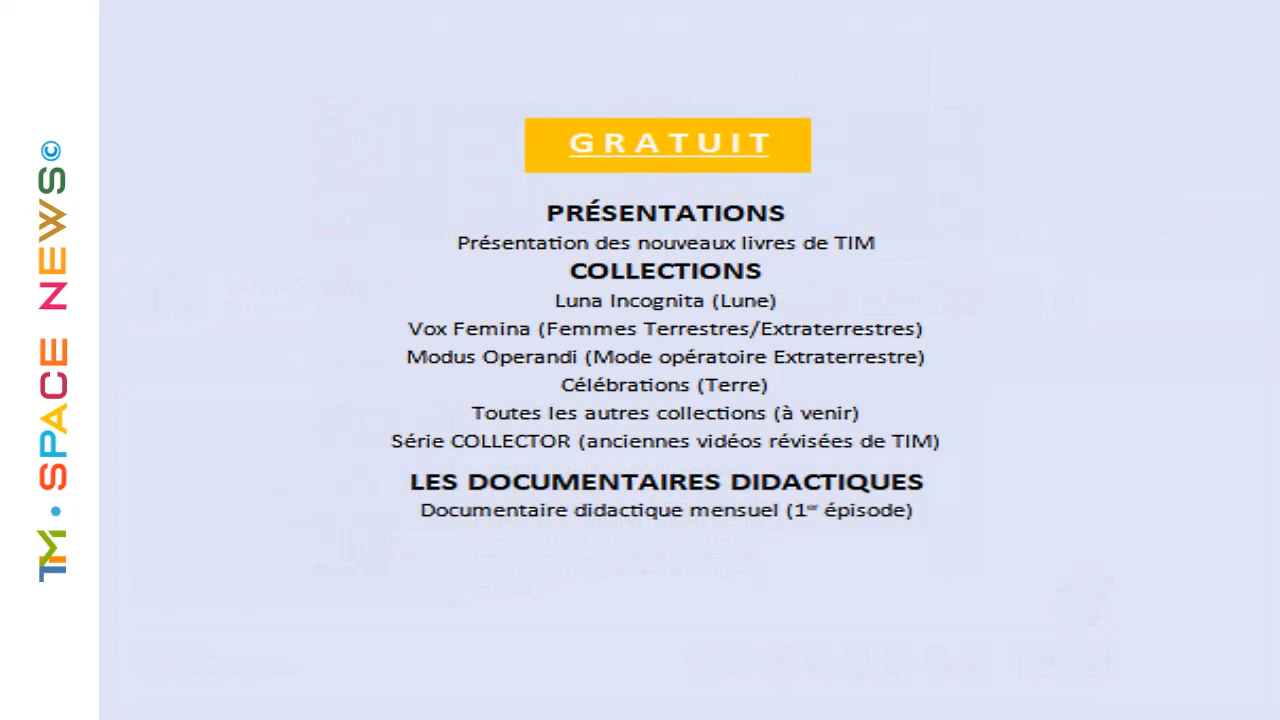 TIM • SPACE NEWS©
GRATUIT
PRÉSENTATIONS
Présentation des nouveaux livres de TIM
COLLECTIONS
Luna Incognita (Lune)
Vox Femina (Femmes Terrestres/Extraterrestres)
Modus Operandi (Mode opératoire Extraterrestre)
Célébrations (Terre)
Toutes les autres collections (à venir)
Série COLLECTOR (anciennes vidéos révisées de TIM)
LES DOCUMENTAIRES DIDACTIQUES
Documentaire didactique mensuel (1er épisode)